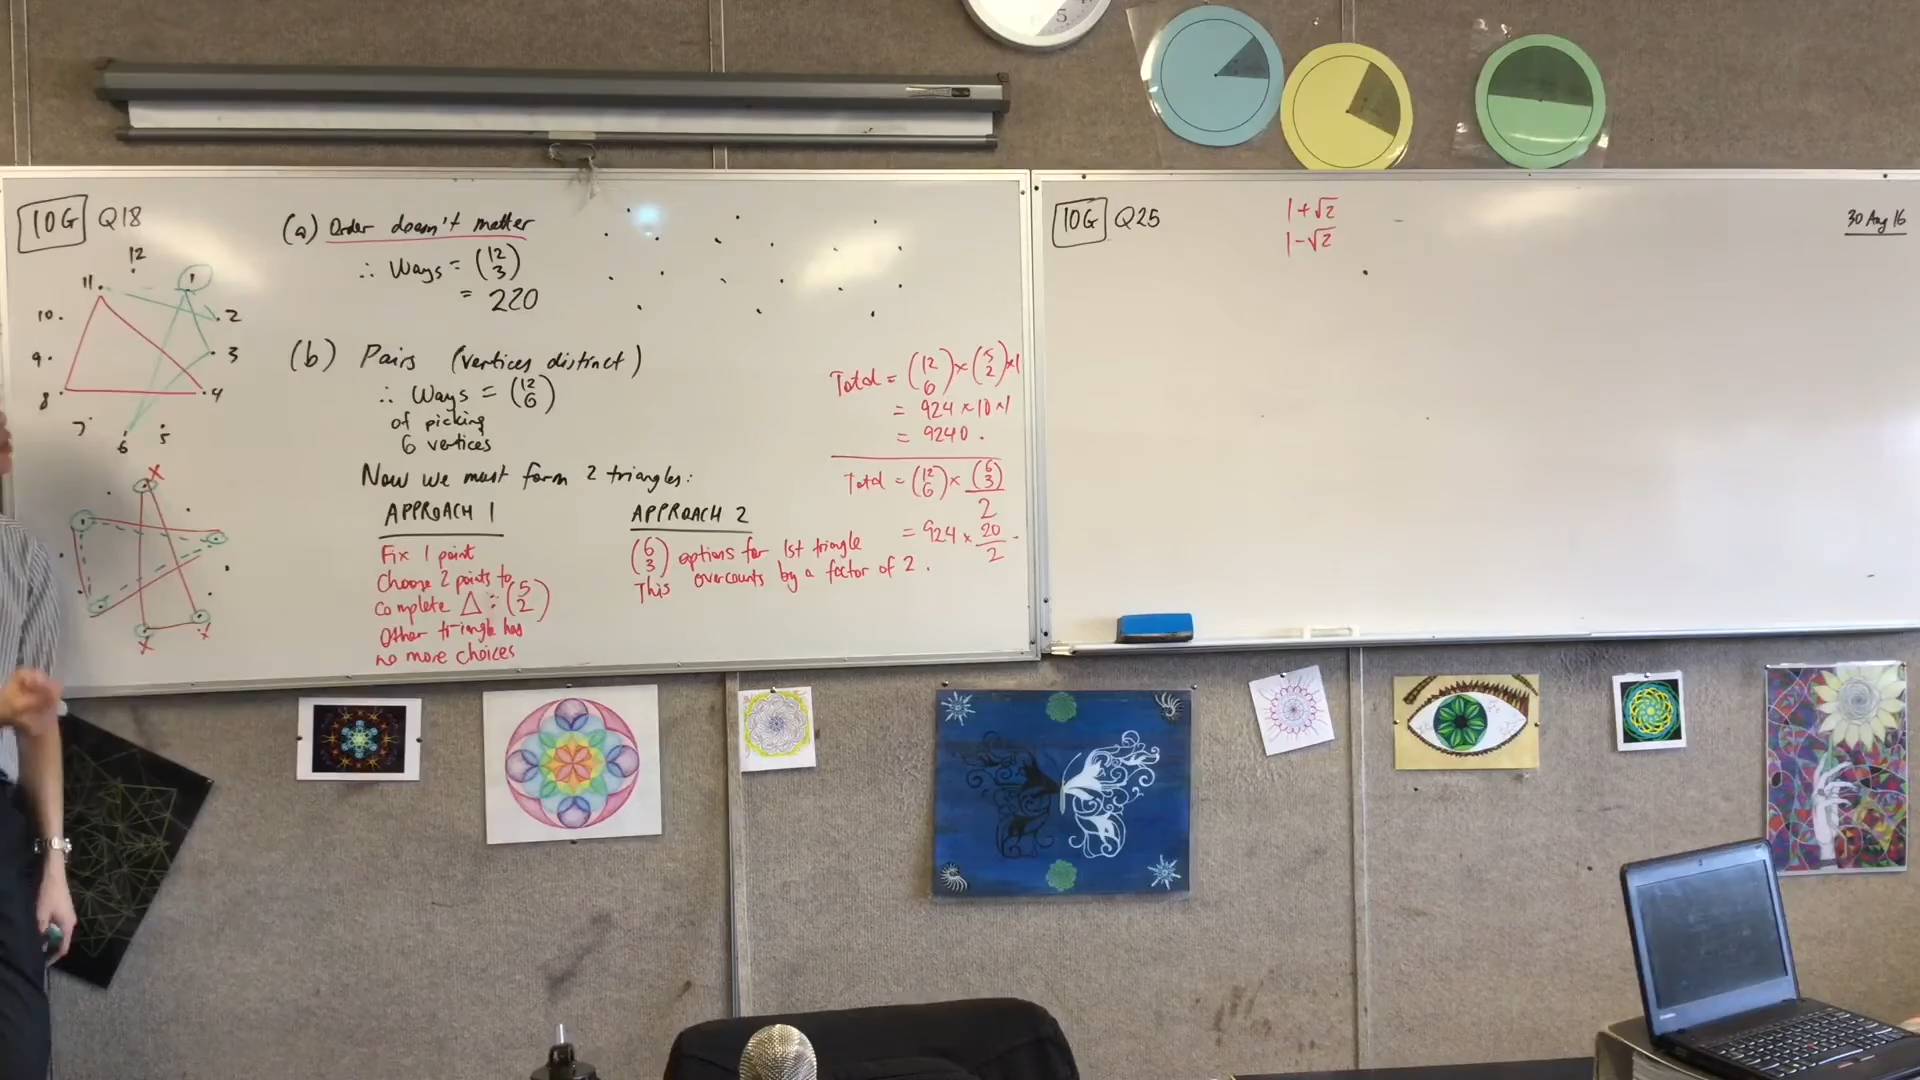 10G Q18
12
11
1
10
2
9
3
8
4
7
6
5
X
X
X
(a) Order doesn't matter
∴ Ways = (12 3)
= 220
(b) Pairs (vertices distinct)
∴ Ways = (12 6)
of picking
6 vertices
Now we must form 2 triangles:
APPROACH 1
Fix 1 point
Choose 2 points to
complete △ : (5 2)
Other triangle has
no more choices
APPROACH 2
(6 3) options for 1st triangle
This overcounts by a factor of 2.
Total = (12 6) × (5 2) × 1
= 924 × 10 × 1
= 9240.
Total = (12 6) × (6 3) / 2
= 924 × 20 / 2.
10G Q25
1+√2
1-√2
30 Aug 16
5